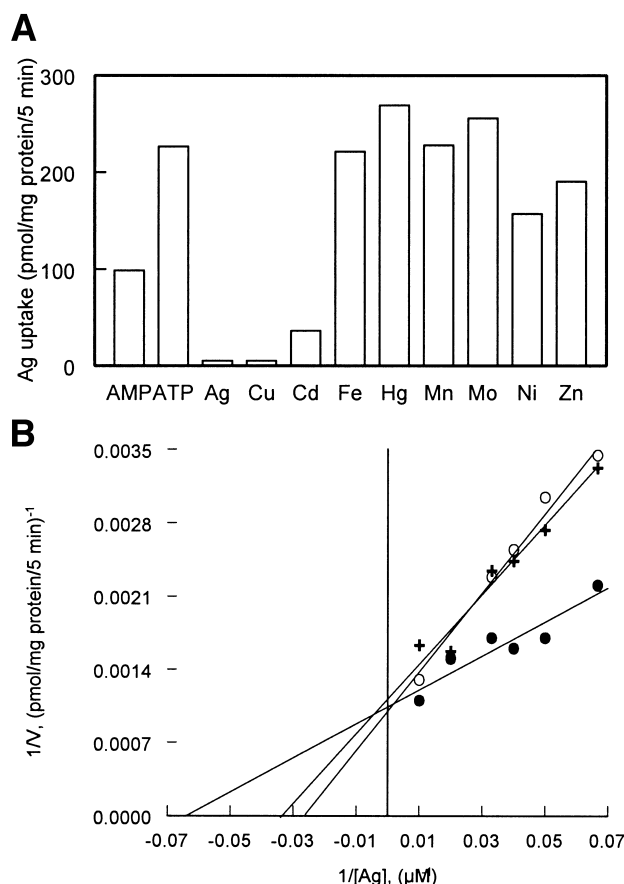 A
Ag uptake (pmol/mg protein/5 min)
300
200
100
0
AMP ATP Ag Cu Cd Fe Hg Mn Mo Ni Zn
B
1/V, (pmol/mg protein/5 min)⁻¹
0.0035
0.0028
0.0021
0.0014
0.0007
0.0000
-0.07 -0.05 -0.03 -0.01 0.01 0.03 0.05 0.07
1/[Ag], (µM)